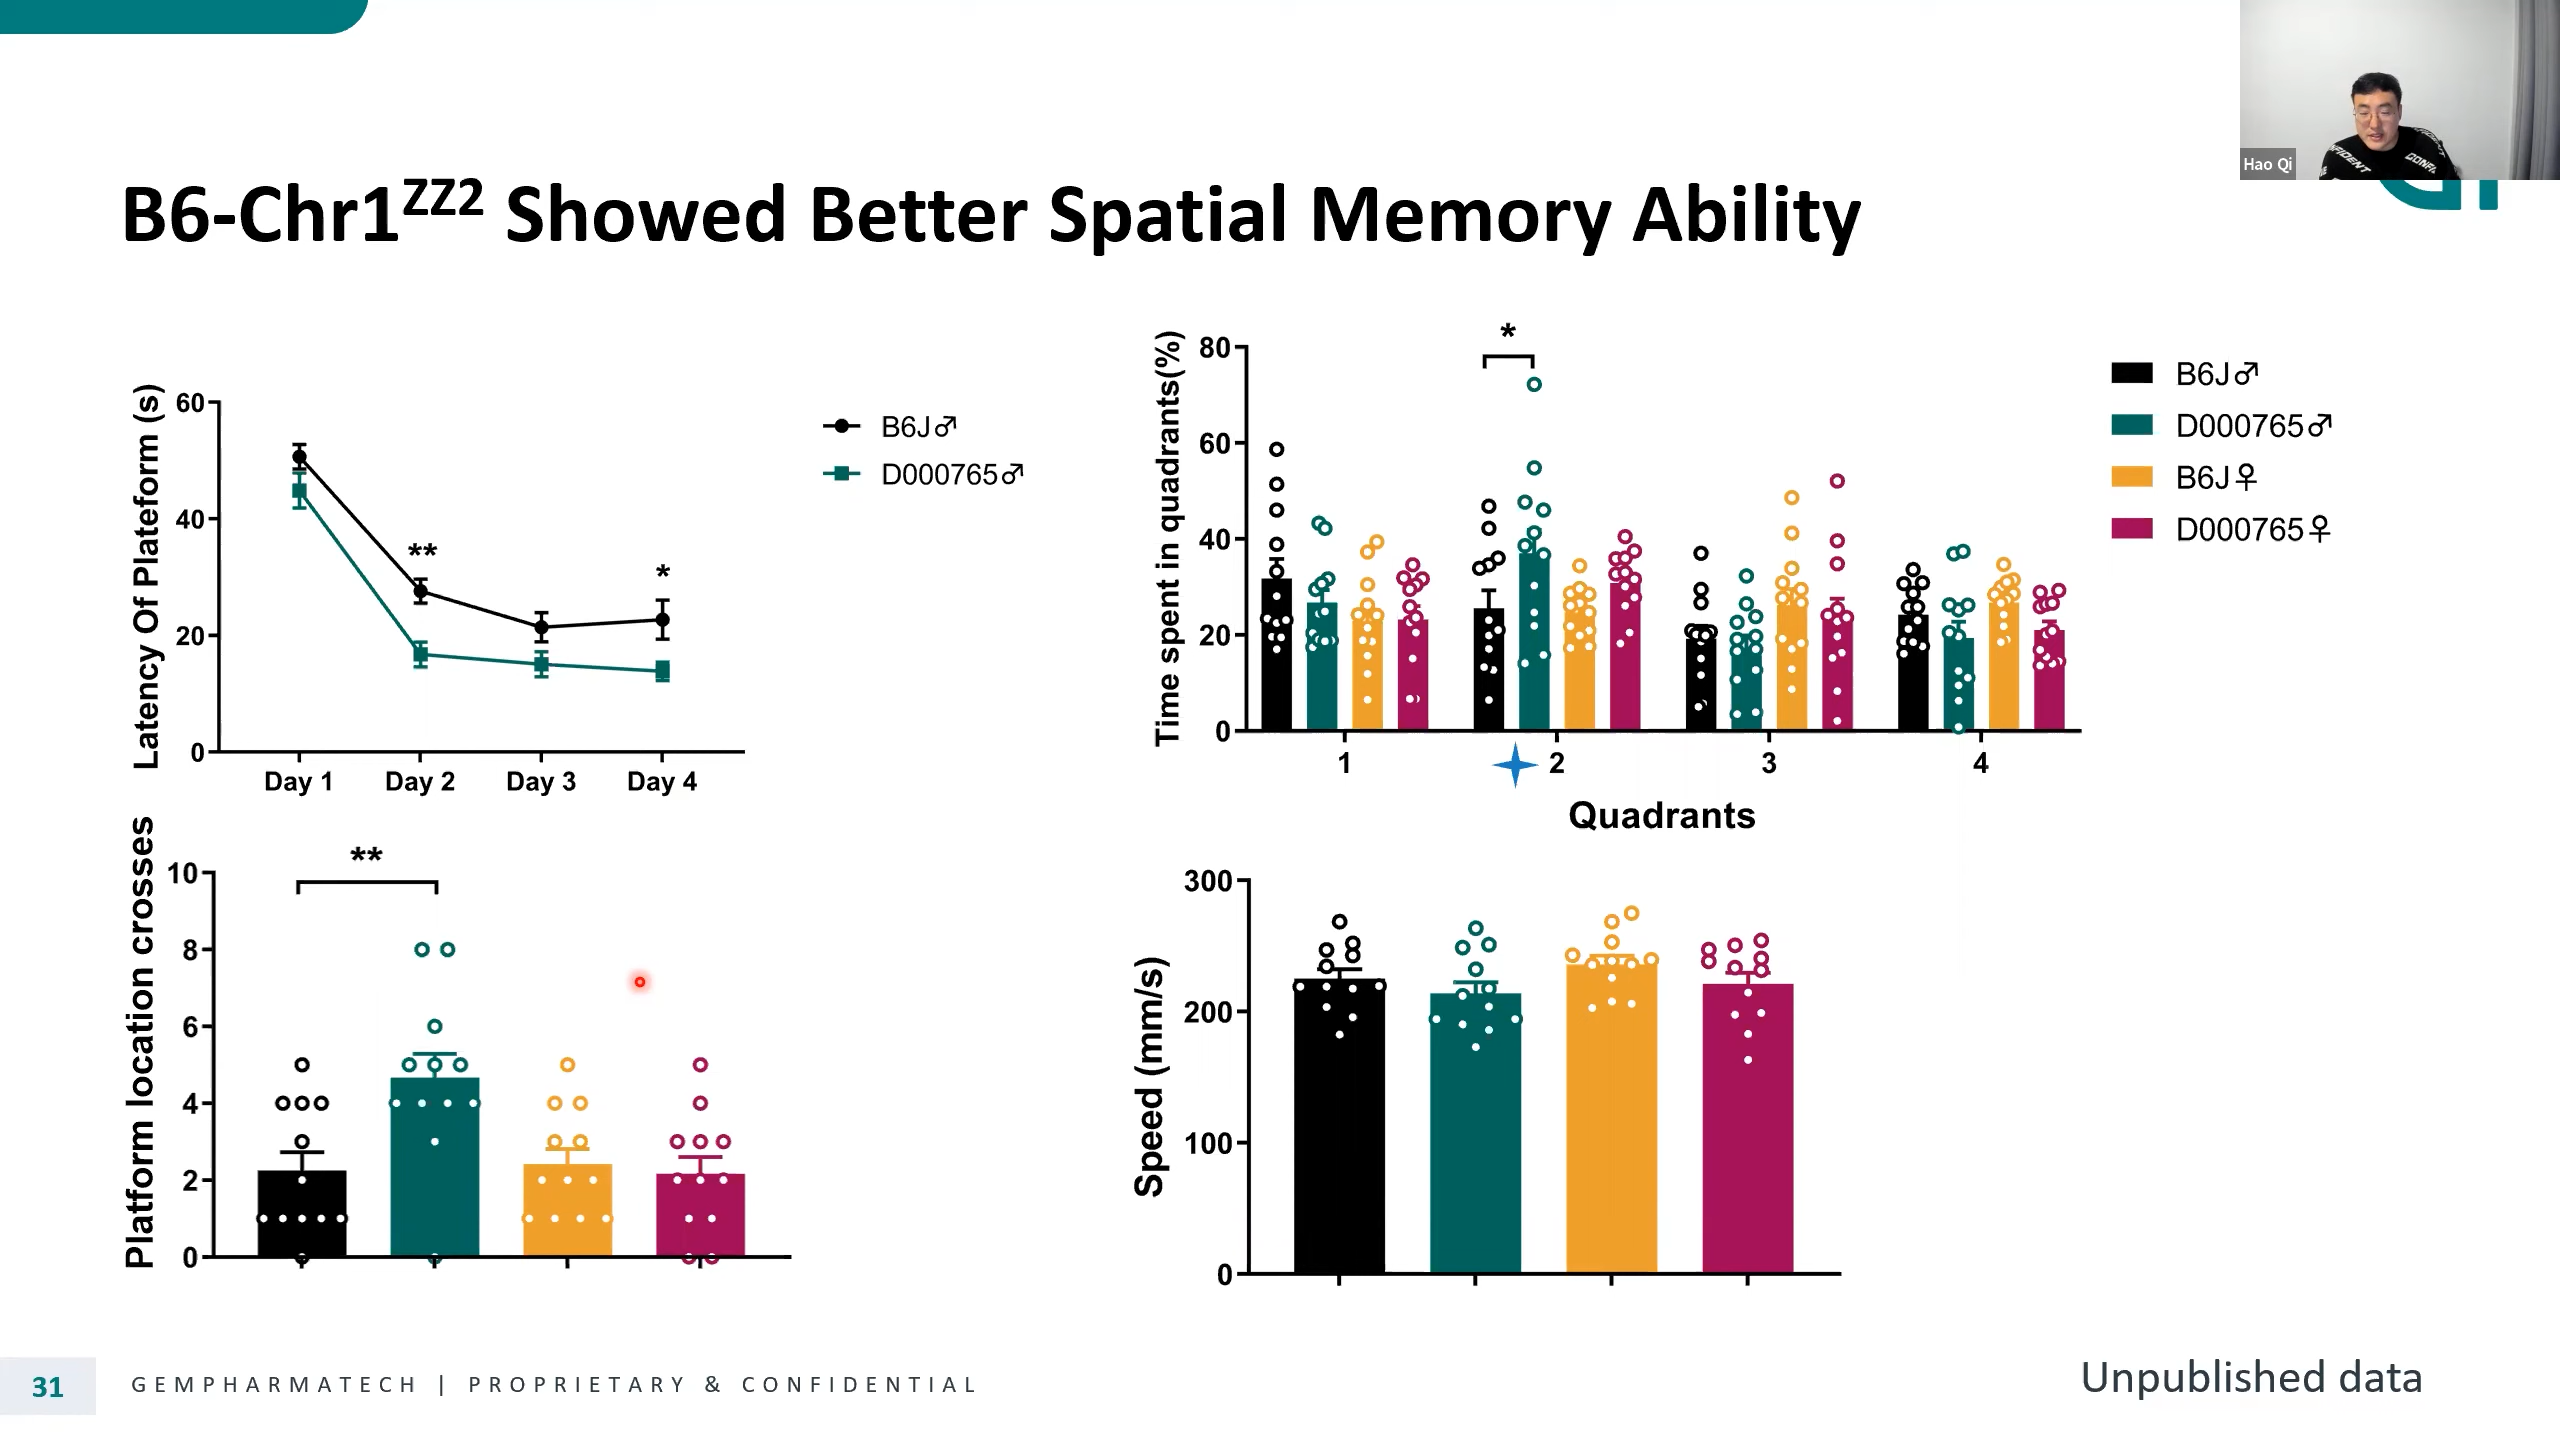 Hao Qi
B6-Chr1ZZ2 Showed Better Spatial Memory Ability
Latency Of Plateform (s)
60
40
20
0
**
*
Day 1 Day 2 Day 3 Day 4
B6J♂
D000765♂
Time spent in quadrants(%)
80
60
40
20
0
*
1 2 3 4
Quadrants
B6J♂
D000765♂
B6J♀
D000765♀
Platform location crosses
10
8
6
4
2
0
**
Speed (mm/s)
300
200
100
0
31
GEMPHARMATECH | PROPRIETARY & CONFIDENTIAL
Unpublished data